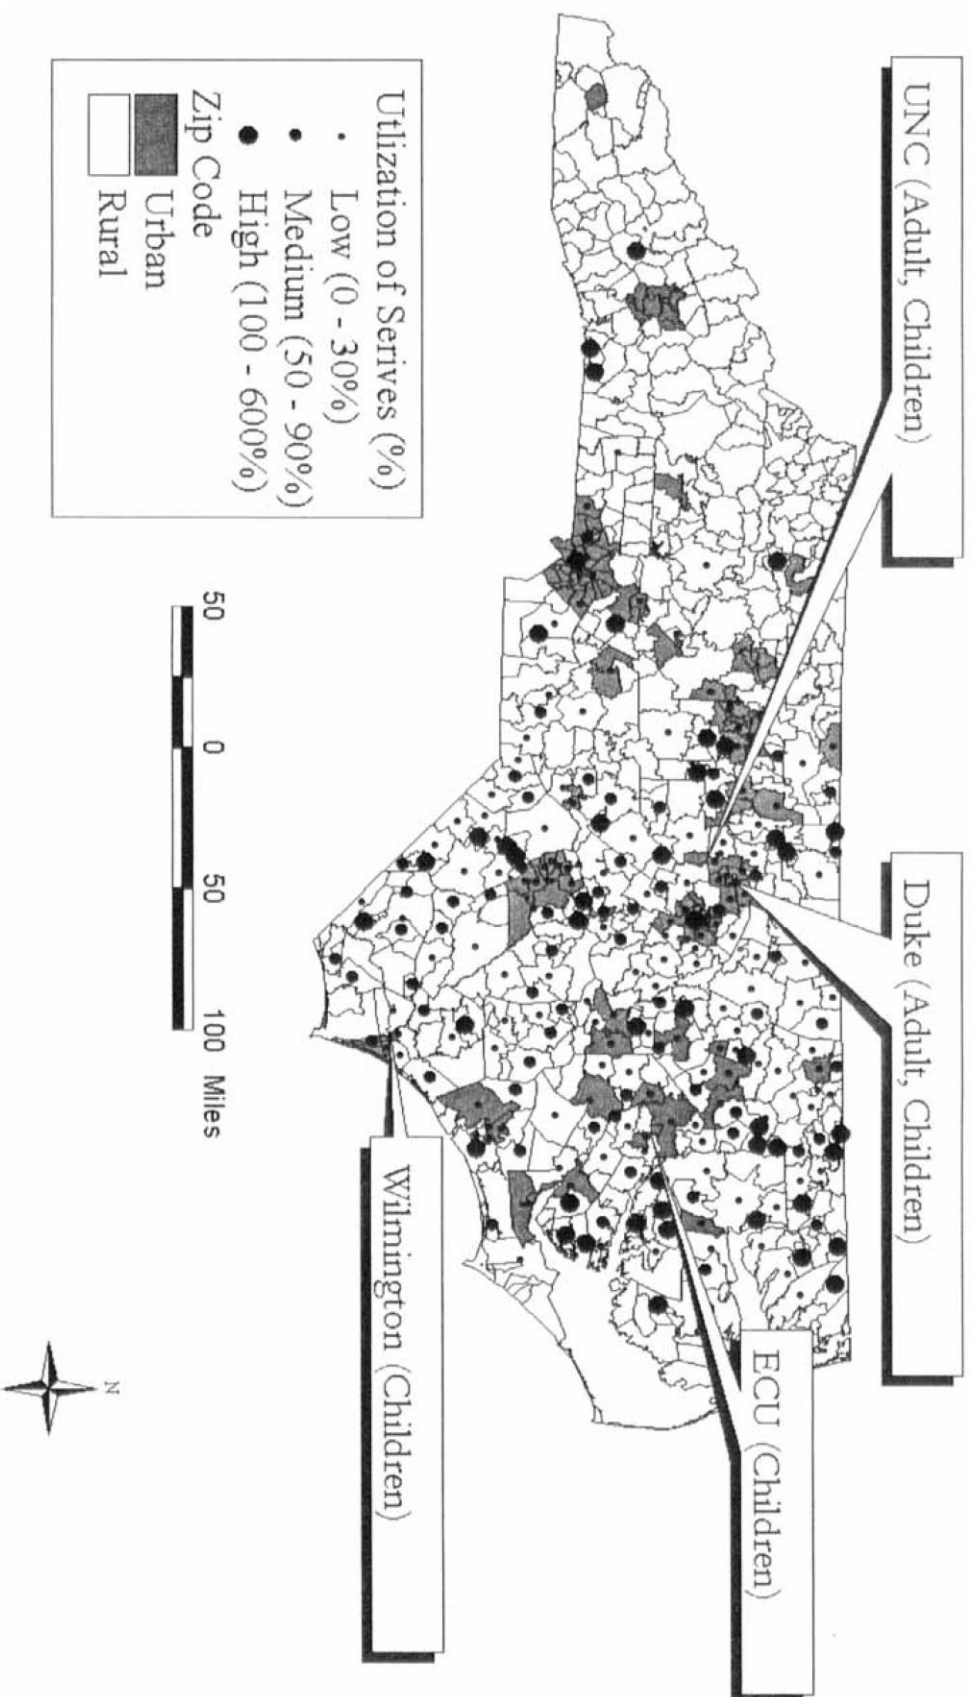 UNC (Adult, Children)
Duke (Adult, Children)
ECU (Children)
Wilmington (Children)
Utlization of Serives (%)
Low (0 - 30%)
Medium (50 - 90%)
High (100 - 600%)
Zip Code
Urban
Rural
50 0 50 100 Miles
N